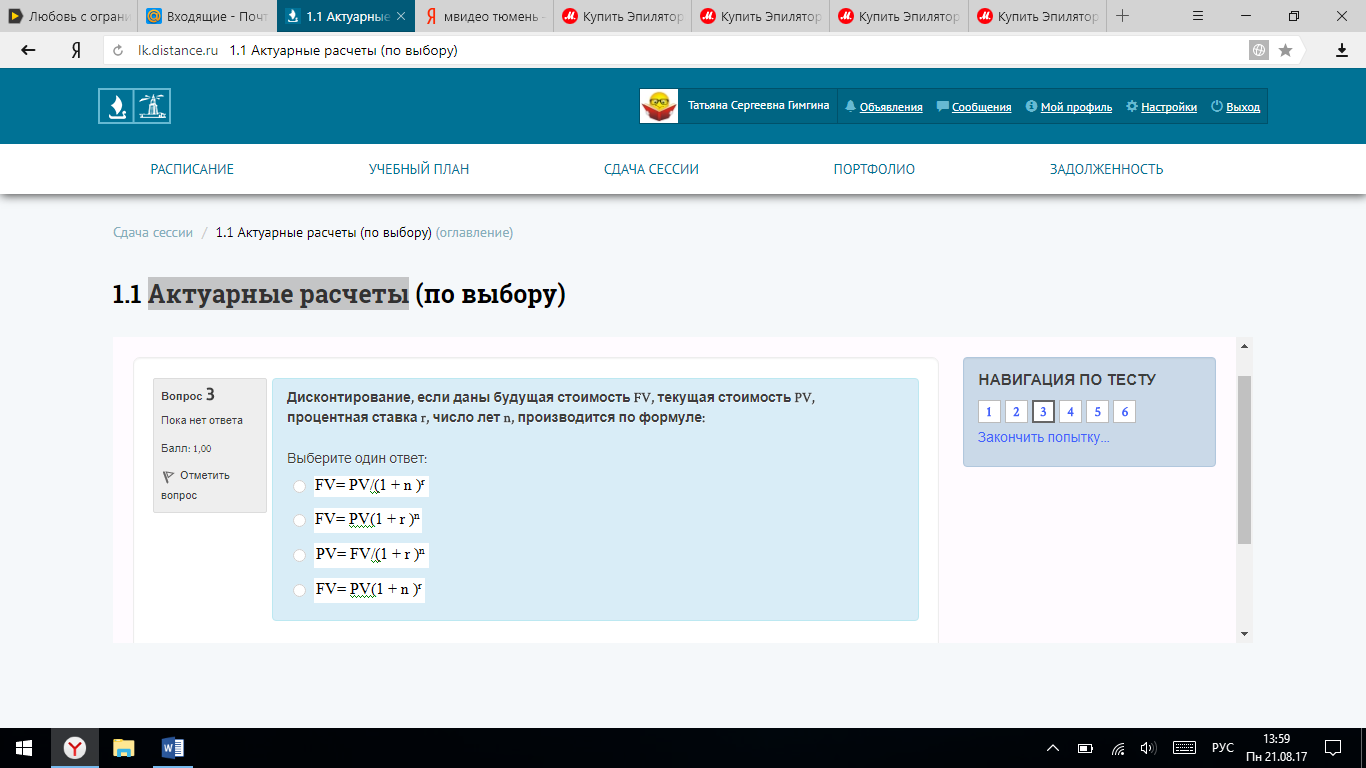 Любовь с ограни
Входящие - Почт
1.1 Актуарные
мвидео тюмень -
Купить Эпилятор
Купить Эпилятор
Купить Эпилятор
Купить Эпилятор
lk.distance.ru 1.1 Актуарные расчеты (по выбору)
Татьяна Сергеевна Гимгина
Объявления
Сообщения
Мой профиль
Настройки
Выход
РАСПИСАНИЕ
УЧЕБНЫЙ ПЛАН
СДАЧА СЕССИИ
ПОРТФОЛИО
ЗАДОЛЖЕННОСТЬ
Сдача сессии / 1.1 Актуарные расчеты (по выбору) (оглавление)
1.1 Актуарные расчеты (по выбору)
Вопрос 3
Пока нет ответа
Балл: 1,00
Отметить
вопрос
Дисконтирование, если даны будущая стоимость FV, текущая стоимость PV,
процентная ставка r, число лет n, производится по формуле:
Выберите один ответ:
FV= PV/(1 + n )ʳ
FV= PV(1 + r )ⁿ
PV= FV/(1 + r )ⁿ
FV= PV(1 + n )ʳ
НАВИГАЦИЯ ПО ТЕСТУ
1 2 3 4 5 6
Закончить попытку...
РУС
13:59
Пн 21.08.17